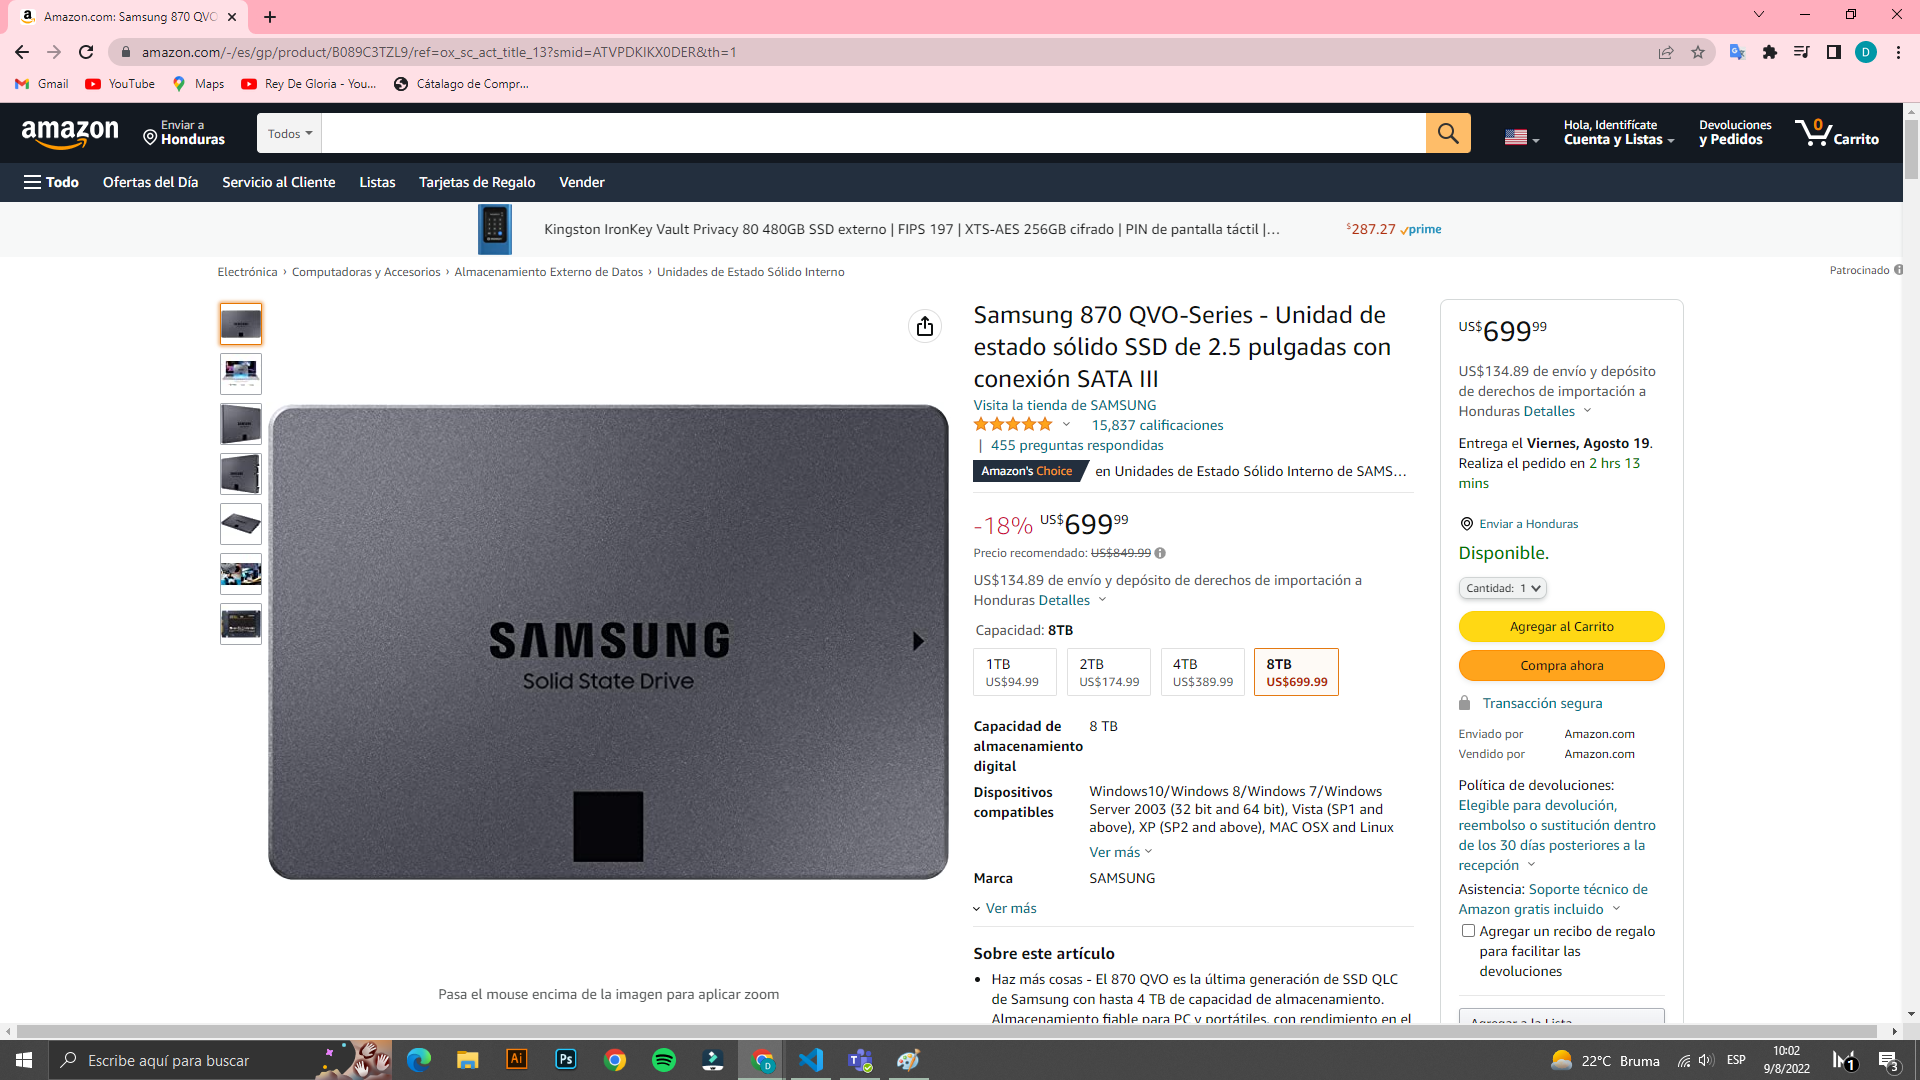 Amazon.com: Samsung 870 QVO
amazon.com/-/es/gp/product/B089C3TZL9/ref=ox_sc_act_title_13?smid=ATVPDKIKX0DER&th=1
D
Gmail
YouTube
Maps
Rey De Gloria - You...
Cátalago de Compr...
amazon
Enviar a
Honduras
Todos
Hola, Identifícate
Cuenta y Listas
Devoluciones
y Pedidos
0
Carrito
Todo
Ofertas del Día
Servicio al Cliente
Listas
Tarjetas de Regalo
Vender
Kingston IronKey Vault Privacy 80 480GB SSD externo | FIPS 197 | XTS-AES 256GB cifrado | PIN de pantalla táctil |...
$287.27 prime
Electrónica › Computadoras y Accesorios › Almacenamiento Externo de Datos › Unidades de Estado Sólido Interno
Patrocinado
SAMSUNG
Solid State Drive
Pasa el mouse encima de la imagen para aplicar zoom
Samsung 870 QVO-Series - Unidad de
estado sólido SSD de 2.5 pulgadas con
conexión SATA III
Visita la tienda de SAMSUNG
15,837 calificaciones
| 455 preguntas respondidas
Amazon's Choice en Unidades de Estado Sólido Interno de SAMS...
-18% US$699 99
Precio recomendado: US$849.99
US$134.89 de envío y depósito de derechos de importación a
Honduras Detalles
Capacidad: 8TB
1TB
US$94.99
2TB
US$174.99
4TB
US$389.99
8TB
US$699.99
Capacidad de
almacenamiento
digital
8 TB
Dispositivos
compatibles
Windows10/Windows 8/Windows 7/Windows
Server 2003 (32 bit and 64 bit), Vista (SP1 and
above), XP (SP2 and above), MAC OSX and Linux
Ver más
Marca
SAMSUNG
Ver más
Sobre este artículo
• Haz más cosas - El 870 QVO es la última generación de SSD QLC
de Samsung con hasta 4 TB de capacidad de almacenamiento.
Almacenamiento fiable para PC y portátiles, con rendimiento en el
US$699 99
US$134.89 de envío y depósito
de derechos de importación a
Honduras Detalles
Entrega el Viernes, Agosto 19.
Realiza el pedido en 2 hrs 13
mins
Enviar a Honduras
Disponible.
Cantidad: 1
Agregar al Carrito
Compra ahora
Transacción segura
Enviado por Amazon.com
Vendido por Amazon.com
Política de devoluciones:
Elegible para devolución,
reembolso o sustitución dentro
de los 30 días posteriores a la
recepción
Asistencia: Soporte técnico de
Amazon gratis incluido
Agregar un recibo de regalo
para facilitar las
devoluciones
Agregar a la Lista
Escribe aquí para buscar
Ai
Ps
D
22°C Bruma
ESP
10:02
9/8/2022
1
3